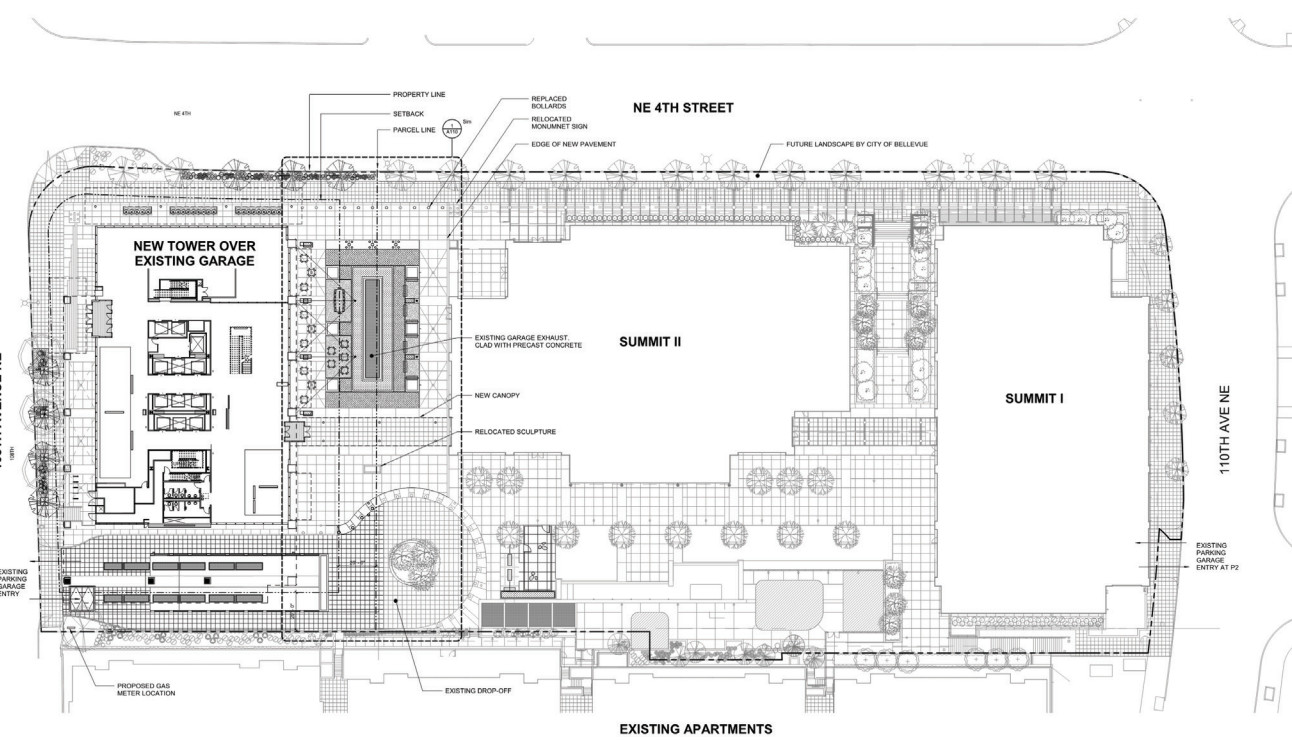 PROPERTY LINE
SETBACK
PARCEL LINE
1
A110
Sim
REPLACED
BOLLARDS
RELOCATED
MONUMNET SIGN
EDGE OF NEW PAVEMENT
NE 4TH STREET
FUTURE LANDSCAPE BY CITY OF BELLEVUE
NE 4TH
NEW TOWER OVER
EXISTING GARAGE
EXISTING GARAGE EXHAUST,
CLAD WITH PRECAST CONCRETE
SUMMIT II
NEW CANOPY
SUMMIT I
RELOCATED SCULPTURE
110TH AVE NE
EXISTING
PARKING
GARAGE
ENTRY
EXISTING
PARKING
GARAGE
ENTRY AT P2
PROPOSED GAS
METER LOCATION
EXISTING DROP-OFF
EXISTING APARTMENTS